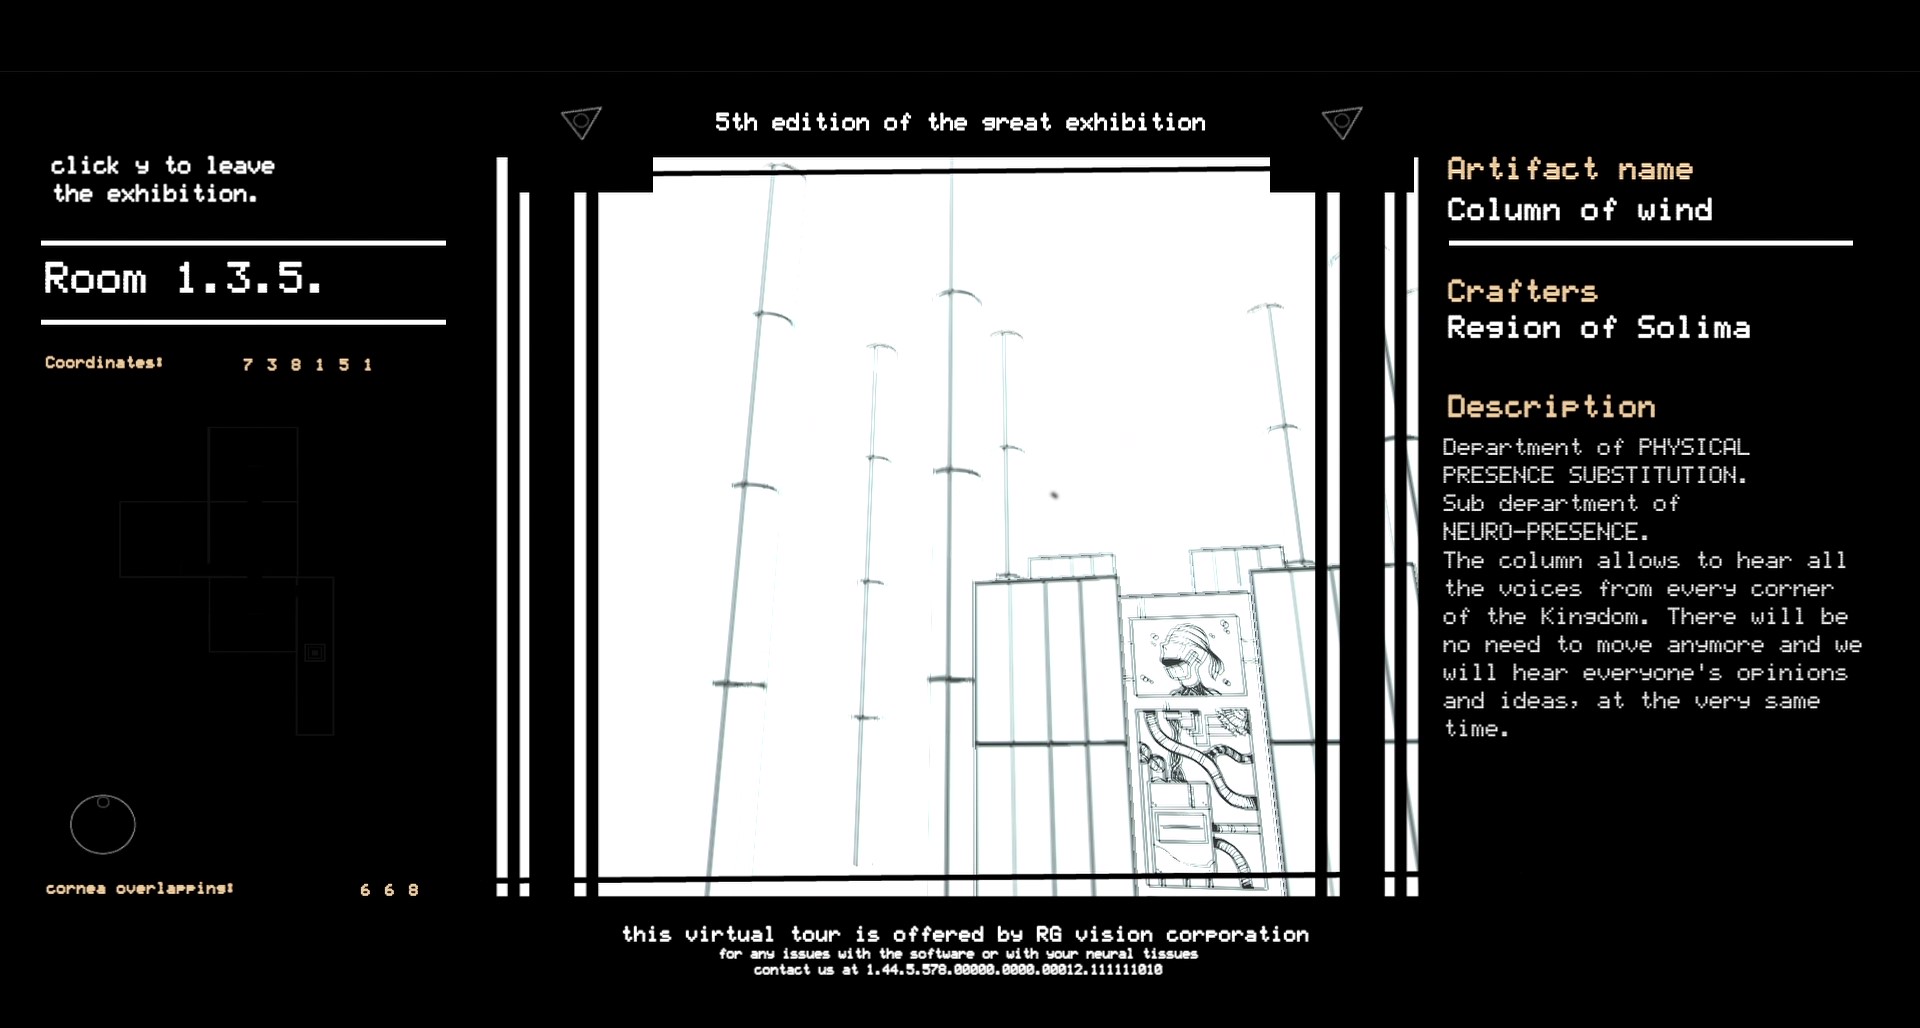 5th edition of the great exhibition
click y to leave
the exhibition.
Room 1.3.5.
Coordinates: 7 3 8 1 5 1
cornea overlapping: 6 6 8
Artifact name
Column of wind
Crafters
Region of Solima
Description
Department of PHYSICAL
PRESENCE SUBSTITUTION.
Sub department of
NEURO-PRESENCE.
The column allows to hear all
the voices from every corner
of the Kingdom. There will be
no need to move anymore and we
will hear everyone's opinions
and ideas, at the very same
time.
this virtual tour is offered by RG vision corporation
for any issues with the software or with your neural tissues
contact us at 1.44.5.578.00000.0000.00012.111111010